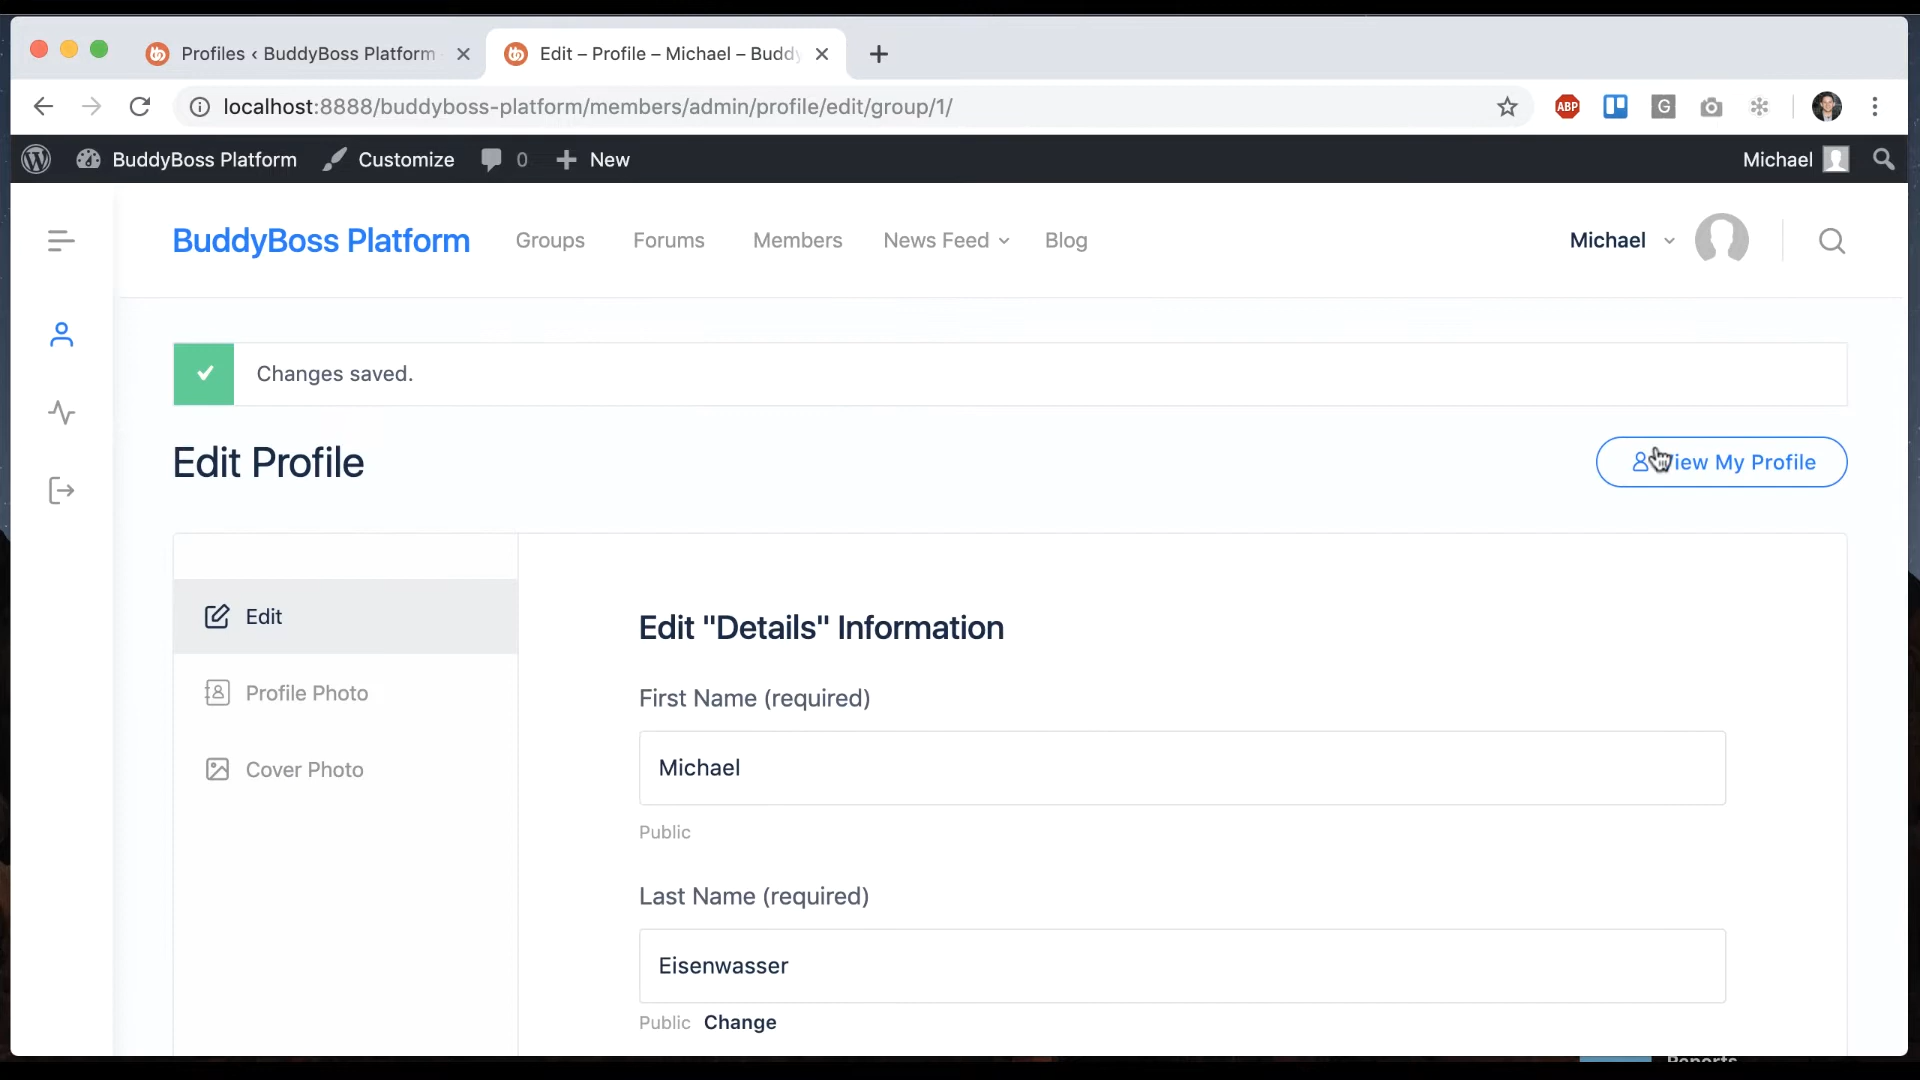 Profiles ‹ BuddyBoss Platform
Edit – Profile – Michael – Buddy
localhost:8888/buddyboss-platform/members/admin/profile/edit/group/1/
ABP
G
BuddyBoss Platform
Customize
0
New
Michael
BuddyBoss Platform
Groups
Forums
Members
News Feed
Blog
Michael
Changes saved.
Edit Profile
View My Profile
Edit
Profile Photo
Cover Photo
Edit "Details" Information
First Name (required)
Michael
Public
Last Name (required)
Eisenwasser
Public Change
Reports